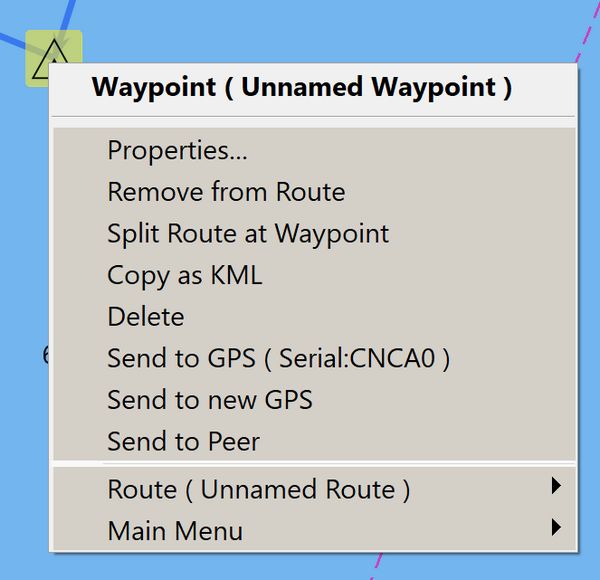 Waypoint ( Unnamed Waypoint )
Properties...
Remove from Route
Split Route at Waypoint
Copy as KML
Delete
Send to GPS ( Serial:CNCA0 )
Send to new GPS
Send to Peer
Route ( Unnamed Route )
Main Menu